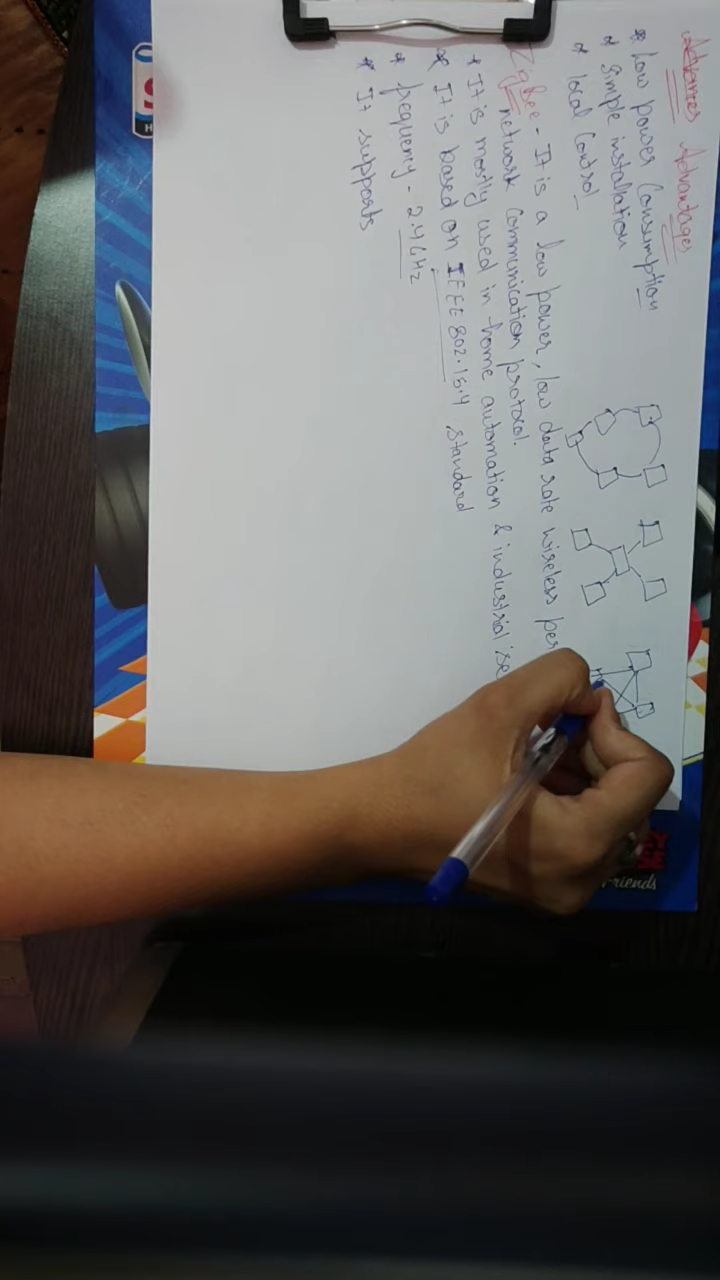 Advantages
* Low power Consumption
* simple instalation
* local Control
ZigBee - It is a low power, low data rate wireless per
network communication protocol.
* It is mostly used in home automation & industrial
* It is based on IEEE 802.15.4 standard
* frequency - 2.4GHz
* It supports
Friends